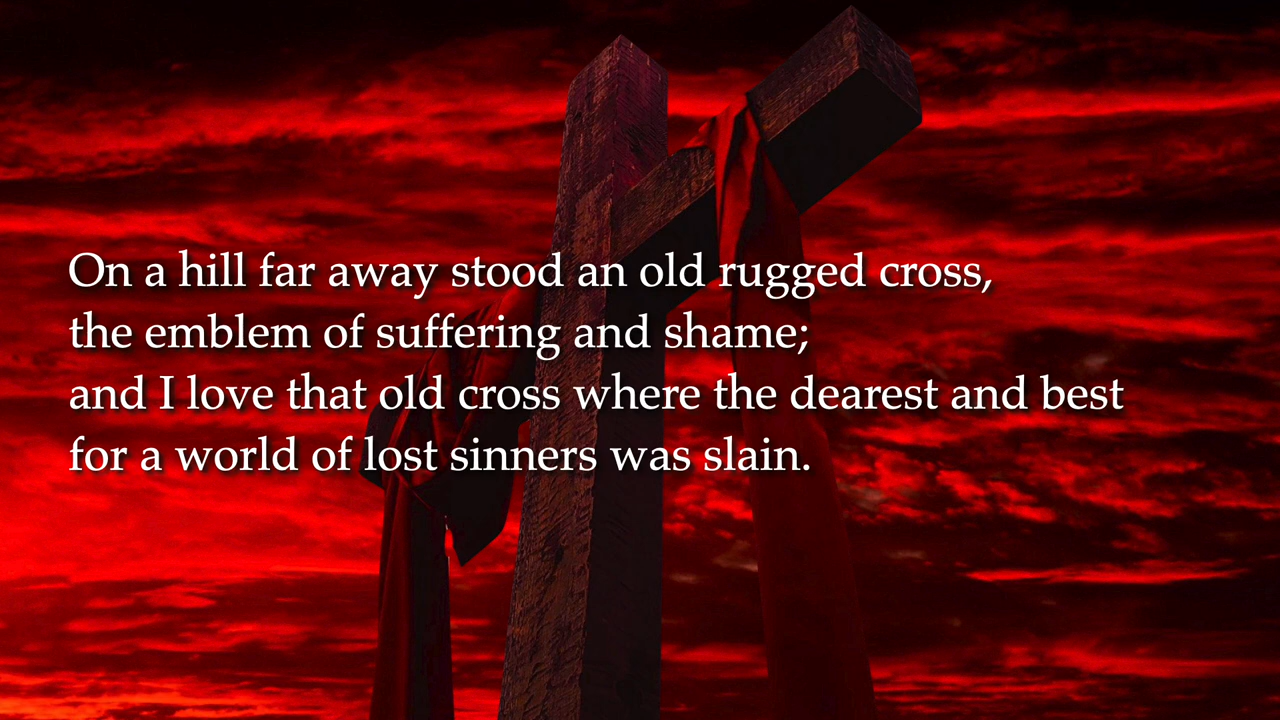 On a hill far away stood an old rugged cross,
the emblem of suffering and shame;
and I love that old cross where the dearest and best
for a world of lost sinners was slain.